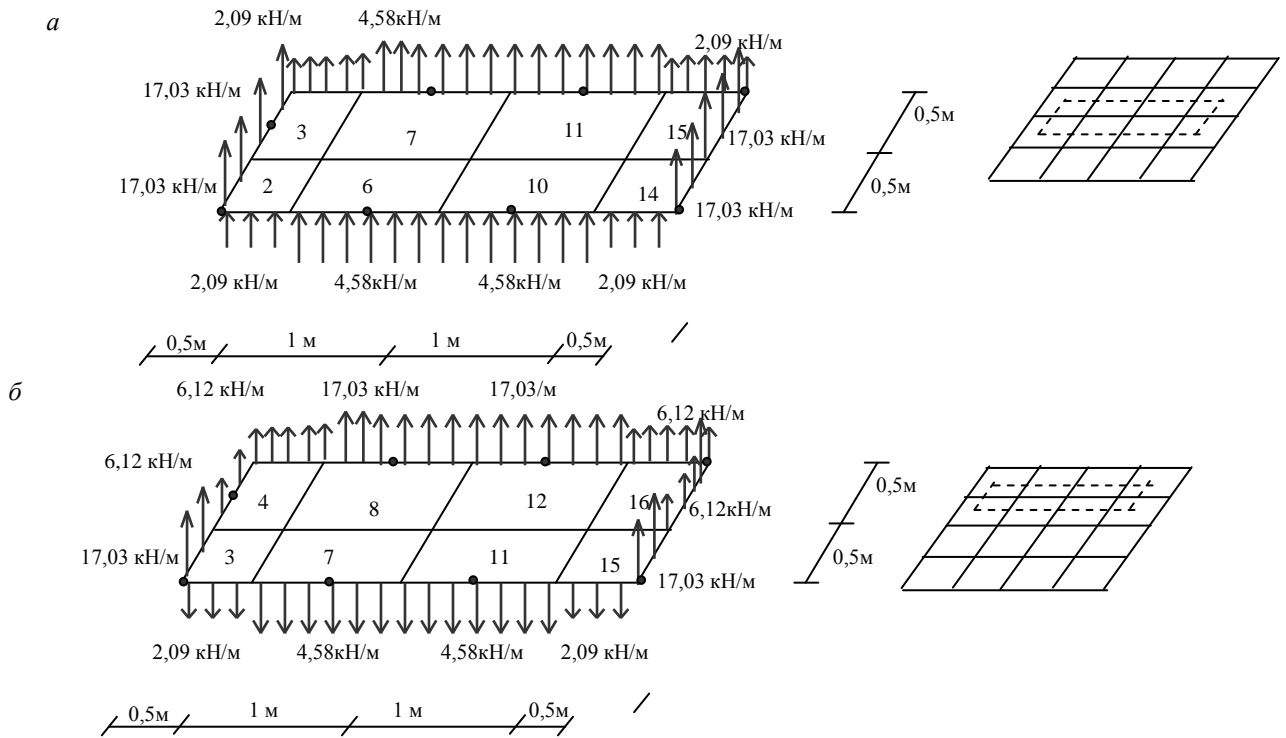 а
2,09 кН/м
4,58кН/м
2,09 кН/м
17,03 кН/м
0,5м
3
7
11
15
17,03 кН/м
17,03 кН/м
2
6
10
14
0,5м
17,03 кН/м
2,09 кН/м
4,58кН/м
4,58кН/м
2,09 кН/м
0,5м
1 м
1 м
0,5м
б
6,12 кН/м
17,03 кН/м
17,03/м
6,12 кН/м
6,12 кН/м
0,5м
4
8
12
16
6,12кН/м
17,03 кН/м
3
7
11
15
0,5м
17,03 кН/м
2,09 кН/м
4,58кН/м
4,58кН/м
2,09 кН/м
0,5м
1 м
1 м
0,5м